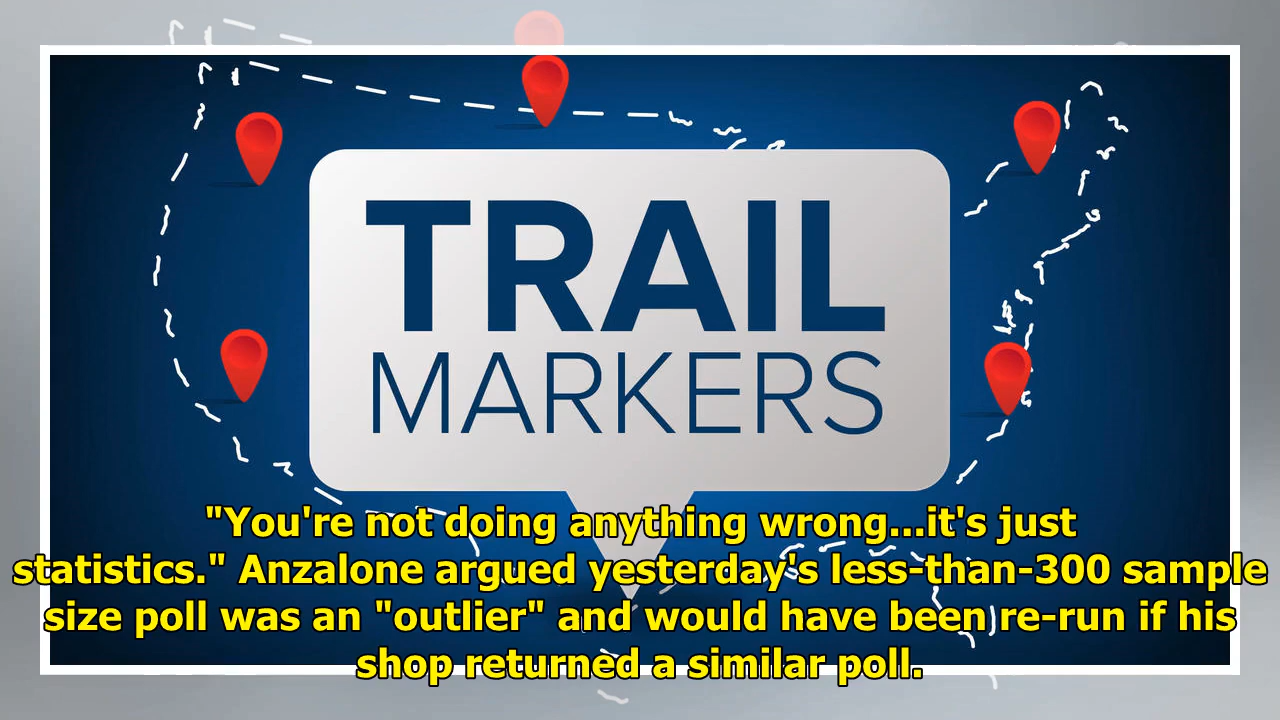 TRAIL
MARKERS
"You're not doing anything wrong...it's just
statistics." Anzalone argued yesterday's less-than-300 sample
size poll was an "outlier" and would have been re-run if his
shop returned a similar poll.